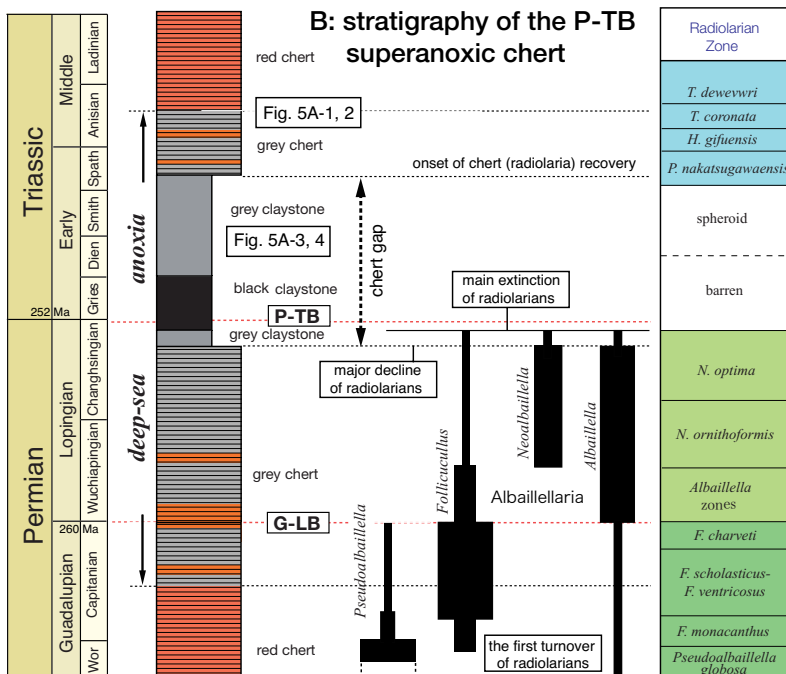 B: stratigraphy of the P-TB
superanoxic chert
Triassic
Permian
Middle
Early
Lopingian
Guadalupian
Ladinian
Anisian
Spath
Smith
Dien
Gries
Changhsingian
Wuchiapingian
Capitanian
Wor
252 Ma
260 Ma
anoxia
deep-sea
red chert
Fig. 5A-1, 2
grey chert
onset of chert (radiolaria) recovery
grey claystone
Fig. 5A-3, 4
chert gap
black claystone
main extinction
of radiolarians
P-TB
grey claystone
major decline
of radiolarians
Neoalbaillella
Albaillella
Follicucullus
grey chert
Albaillellaria
G-LB
Pseudoalbaillella
red chert
the first turnover
of radiolarians
Radiolarian
Zone
T. dewevwri
T. coronata
H. gifuensis
P. nakatsugawaensis
spheroid
barren
N. optima
N. ornithoformis
Albaillella
zones
F. charveti
F. scholasticus-
F. ventricosus
F. monacanthus
Pseudoalbaillella
globosa